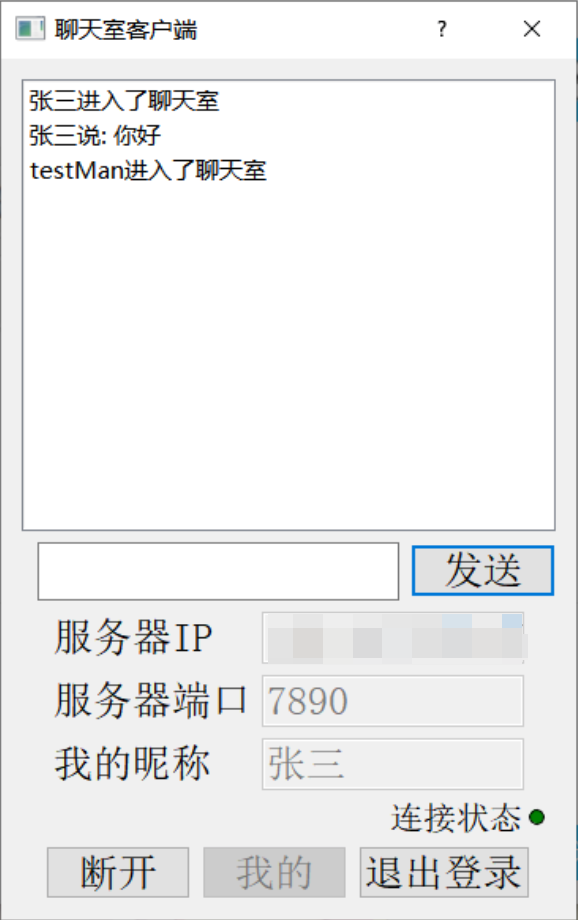 聊天室客户端 ?
张三进入了聊天室
张三说: 你好
testMan进入了聊天室
发送
服务器IP
服务器端口 7890
我的昵称 张三
连接状态
断开 我的 退出登录